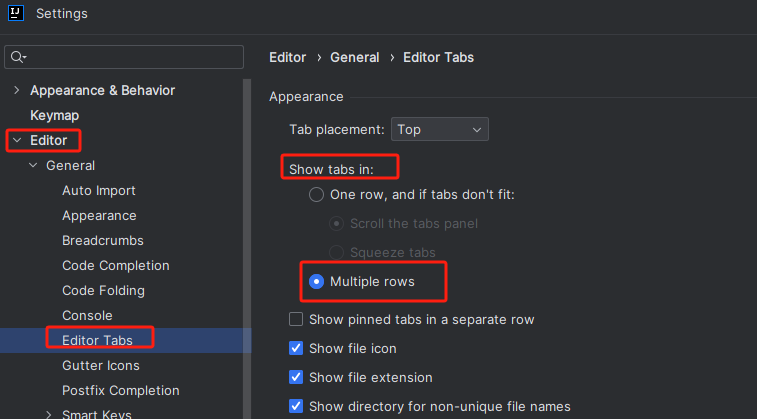 IJ
Settings
Appearance & Behavior
Keymap
Editor
General
Auto Import
Appearance
Breadcrumbs
Code Completion
Code Folding
Console
Editor Tabs
Gutter Icons
Postfix Completion
Smart Keys
Editor › General › Editor Tabs
Appearance
Tab placement: Top
Show tabs in:
One row, and if tabs don't fit:
Scroll the tabs panel
Squeeze tabs
Multiple rows
Show pinned tabs in a separate row
Show file icon
Show file extension
Show directory for non-unique file names